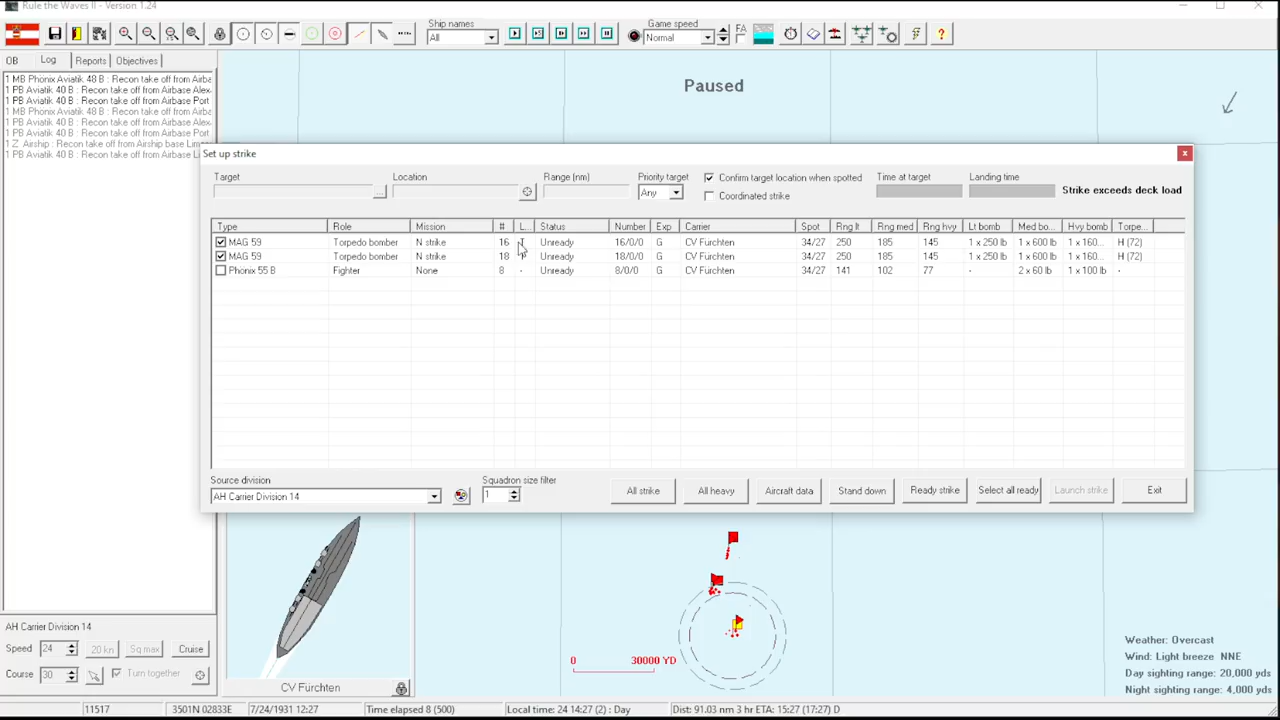 Rule the Waves II - Version 1.24
Ship names
All
Game speed
Normal
FA
OB
Log
Reports
Objectives
1 MB Phonix Aviatik 48 B : Recon take off from Airba
1 PB Aviatik 40 B : Recon take off from Airbase Alex
1 PB Aviatik 40 B : Recon take off from Airbase Port
1 MB Phonix Aviatik 48 B : Recon take off from Airba
1 PB Aviatik 40 B : Recon take off from Airbase Alex
1 PB Aviatik 40 B : Recon take off from Airbase Port
1 Z Airship : Recon take off from Airship base Limas
1 PB Aviatik 40 B : Recon take off from Airbase Li
Paused
Set up strike
Target
Location
Range (nm)
Priority target
Any
Confirm target location when spotted
Coordinated strike
Time at target
Landing time
Strike exceeds deck load
Type Role Mission # L... Status Number Exp Carrier Spot Rng lt Rng med Rng hvy Lt bomb Med bo... Hvy bomb Torpe...
MAG 59 Torpedo bomber N strike 16 Unready 16/0/0 G CV Fürchten 34/27 250 185 145 1 x 250 lb 1 x 600 lb 1 x 160... H (72)
MAG 59 Torpedo bomber N strike 18 Unready 18/0/0 G CV Fürchten 34/27 250 185 145 1 x 250 lb 1 x 600 lb 1 x 160... H (72)
Phonix 55 B Fighter None 8 - Unready 8/0/0 G CV Fürchten 34/27 141 102 77 - 2 x 60 lb 1 x 100 lb -
Source division
AH Carrier Division 14
Squadron size filter
1
All strike
All heavy
Aircraft data
Stand down
Ready strike
Select all ready
Launch strike
Exit
AH Carrier Division 14
Speed 24 20 kn Sq max Cruise
Course 30 Turn together
CV Fürchten
0 30000 YD
Weather: Overcast
Wind: Light breeze NNE
Day sighting range: 20,000 yds
Night sighting range: 4,000 yds
11517 3501N 02833E 7/24/1931 12:27 Time elapsed 8 (500) Local time: 24 14:27 (2) : Day Dist: 91.03 nm 3 hr ETA: 15:27 (17:27) D